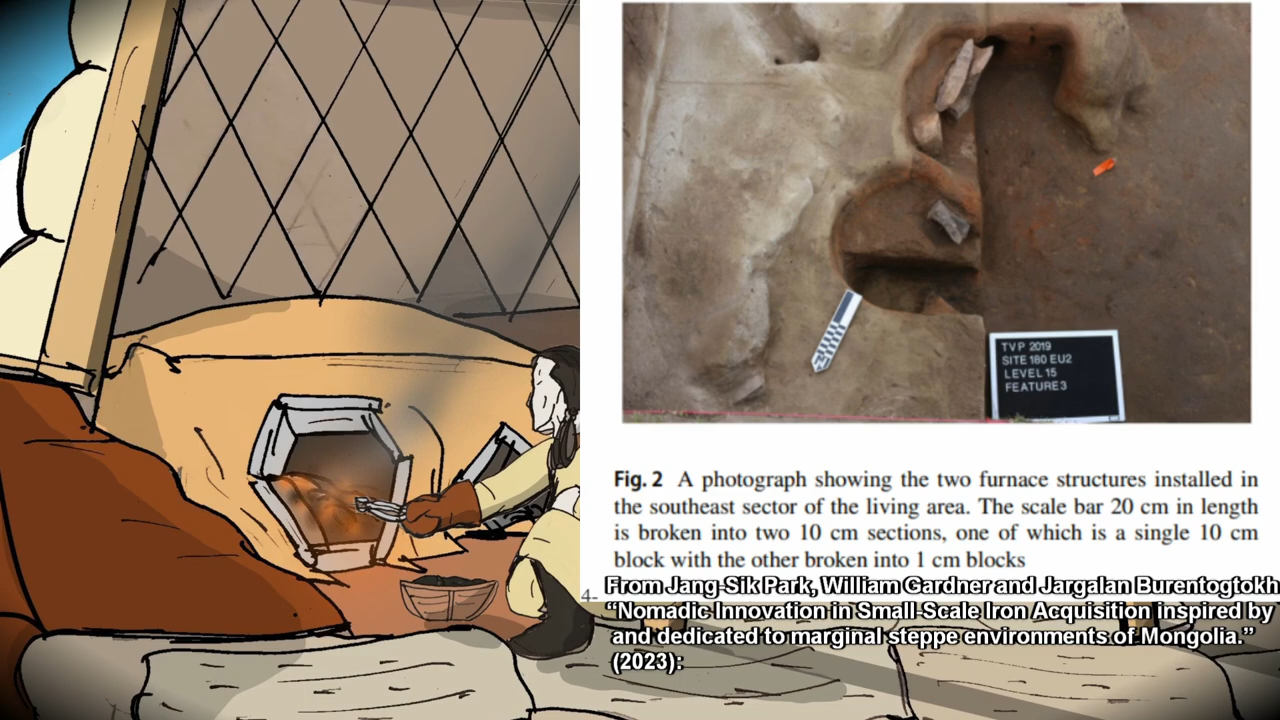 TVP 2019
SITE 180 EU2
LEVEL 15
FEATURE3
Fig. 2 A photograph showing the two furnace structures installed in
the southeast sector of the living area. The scale bar 20 cm in length
is broken into two 10 cm sections, one of which is a single 10 cm
block with the other broken into 1 cm blocks
4-
From Jang-Sik Park, William Gardner and Jargalan Burentogtokh
“Nomadic Innovation in Small-Scale Iron Acquisition inspired by
and dedicated to marginal steppe environments of Mongolia.”
(2023):